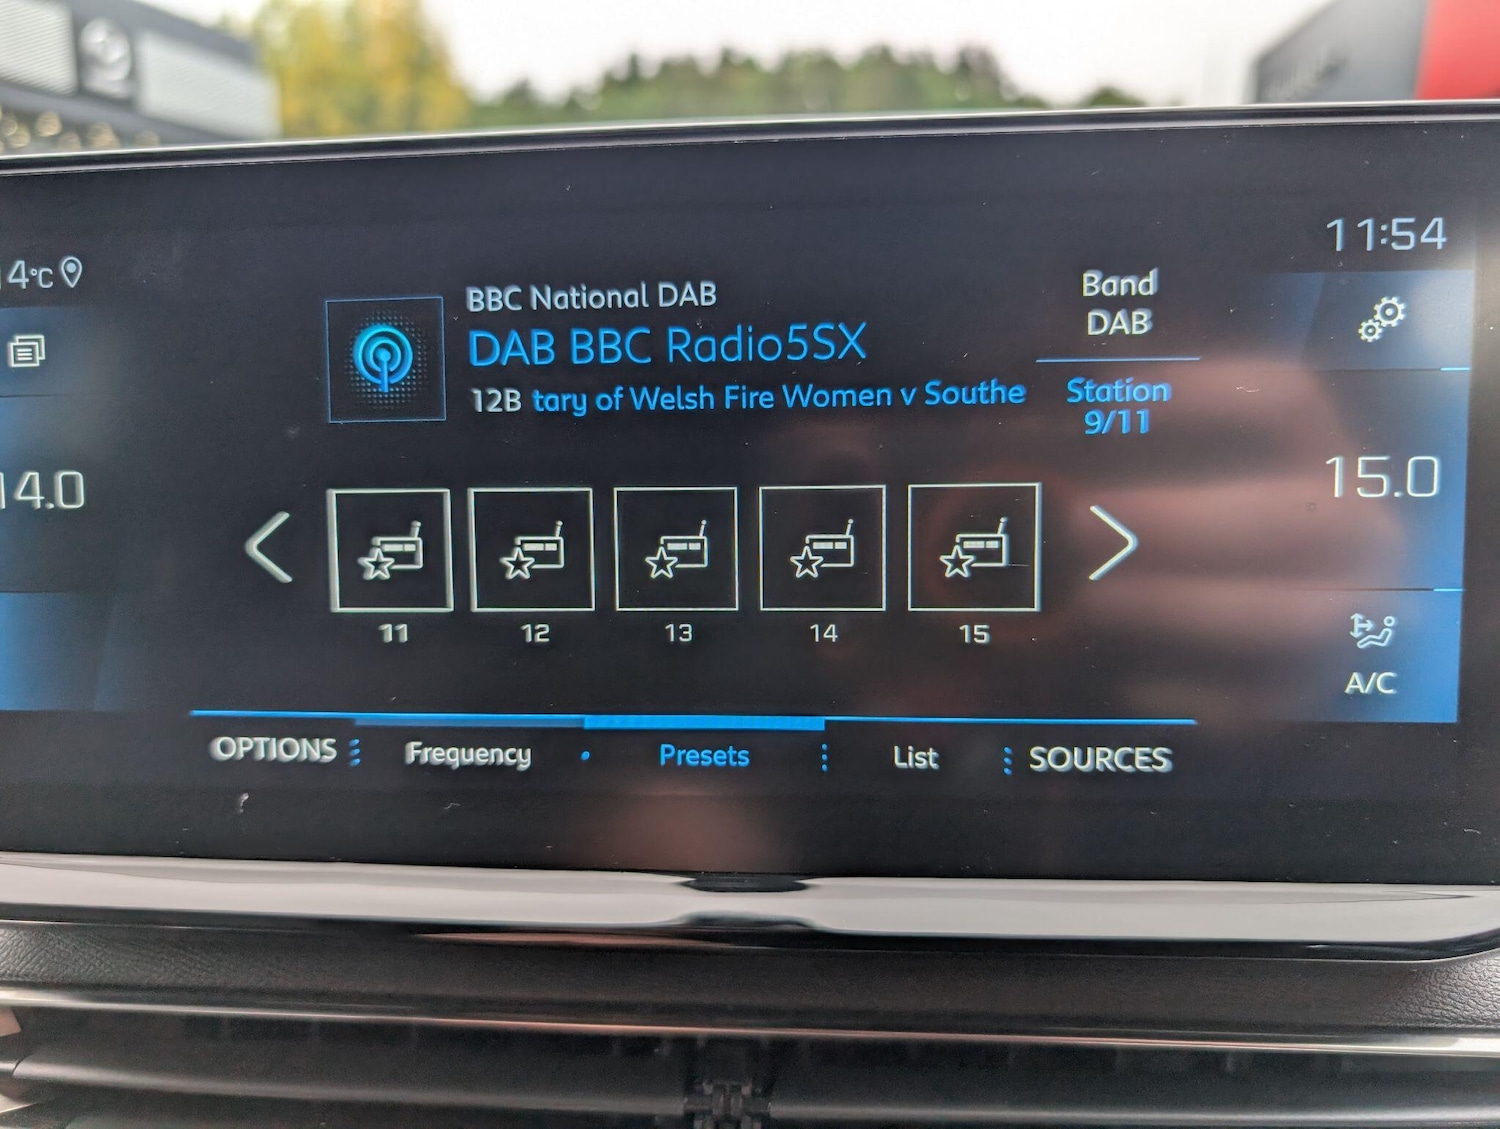 11:54
4°C
BBC National DAB
DAB BBC Radio5SX
12B tary of Welsh Fire Women v Southe
Band
DAB
Station
9/11
14.0
15.0
11 12 13 14 15
A/C
OPTIONS Frequency Presets List SOURCES